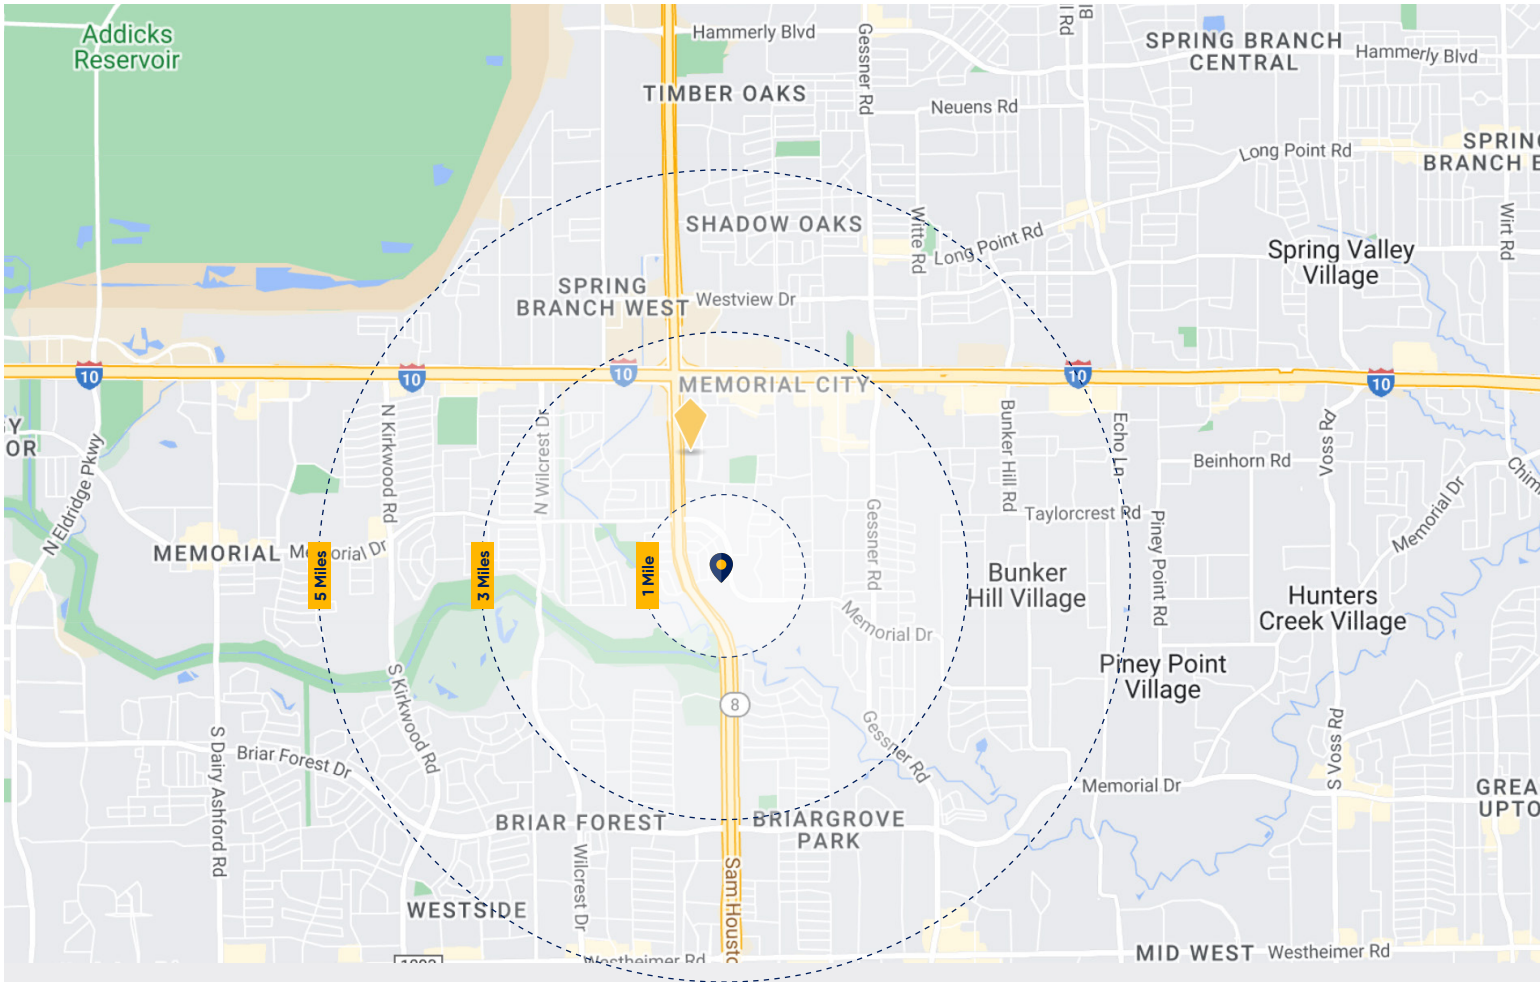 Addicks
Reservoir
Hammerly Blvd
Gessner Rd
SPRING BRANCH
CENTRAL
Hammerly Blvd
TIMBER OAKS
Neuens Rd
Long Point Rd
SPRING
BRANCH E
SHADOW OAKS
Witte Rd
Long Point Rd
Wirt Rd
Spring Valley
Village
SPRING
BRANCH WEST
Westview Dr
10
10
10
10
10
MEMORIAL CITY
N Kirkwood Rd
N Wilcrest Dr
Bunker Hill Rd
Echo Ln
Voss Rd
Beinhorn Rd
N Eldridge Pkwy
Gessner Rd
Taylorcrest Rd
Piney Point Rd
Memorial Dr
MEMORIAL
Memorial Dr
5 Miles
3 Miles
1 Mile
Bunker
Hill Village
Hunters
Creek Village
Memorial Dr
Piney Point
Village
S Kirkwood Rd
8
S Dairy Ashford Rd
Briar Forest Dr
Gessner Rd
S Voss Rd
Memorial Dr
BRIAR FOREST
BRIARGROVE
PARK
GREA
UPTO
Wilcrest Dr
Sam Housto
WESTSIDE
Westheimer Rd
MID WEST
Westheimer Rd